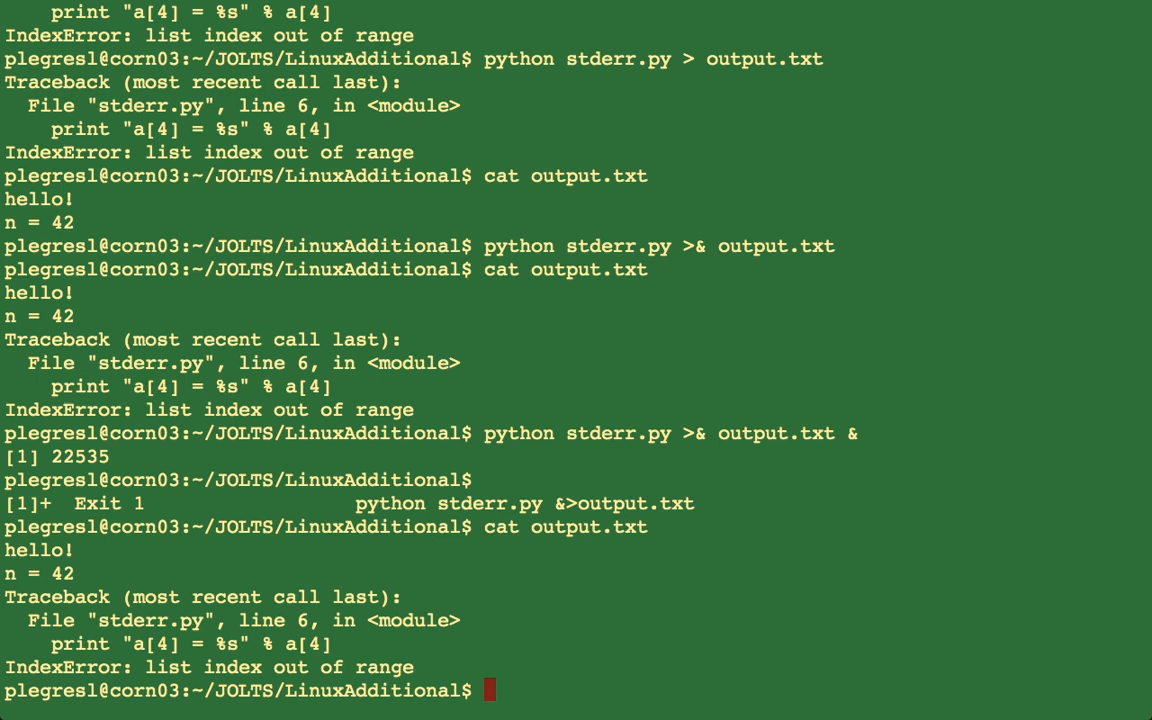 print "a[4] = %s" % a[4]
IndexError: list index out of range
plegresl@corn03:~/JOLTS/LinuxAdditional$ python stderr.py > output.txt
Traceback (most recent call last):
  File "stderr.py", line 6, in <module>
    print "a[4] = %s" % a[4]
IndexError: list index out of range
plegresl@corn03:~/JOLTS/LinuxAdditional$ cat output.txt
hello!
n = 42
plegresl@corn03:~/JOLTS/LinuxAdditional$ python stderr.py >& output.txt
plegresl@corn03:~/JOLTS/LinuxAdditional$ cat output.txt
hello!
n = 42
Traceback (most recent call last):
  File "stderr.py", line 6, in <module>
    print "a[4] = %s" % a[4]
IndexError: list index out of range
plegresl@corn03:~/JOLTS/LinuxAdditional$ python stderr.py >& output.txt &
[1] 22535
plegresl@corn03:~/JOLTS/LinuxAdditional$
[1]+  Exit 1                  python stderr.py &>output.txt
plegresl@corn03:~/JOLTS/LinuxAdditional$ cat output.txt
hello!
n = 42
Traceback (most recent call last):
  File "stderr.py", line 6, in <module>
    print "a[4] = %s" % a[4]
IndexError: list index out of range
plegresl@corn03:~/JOLTS/LinuxAdditional$